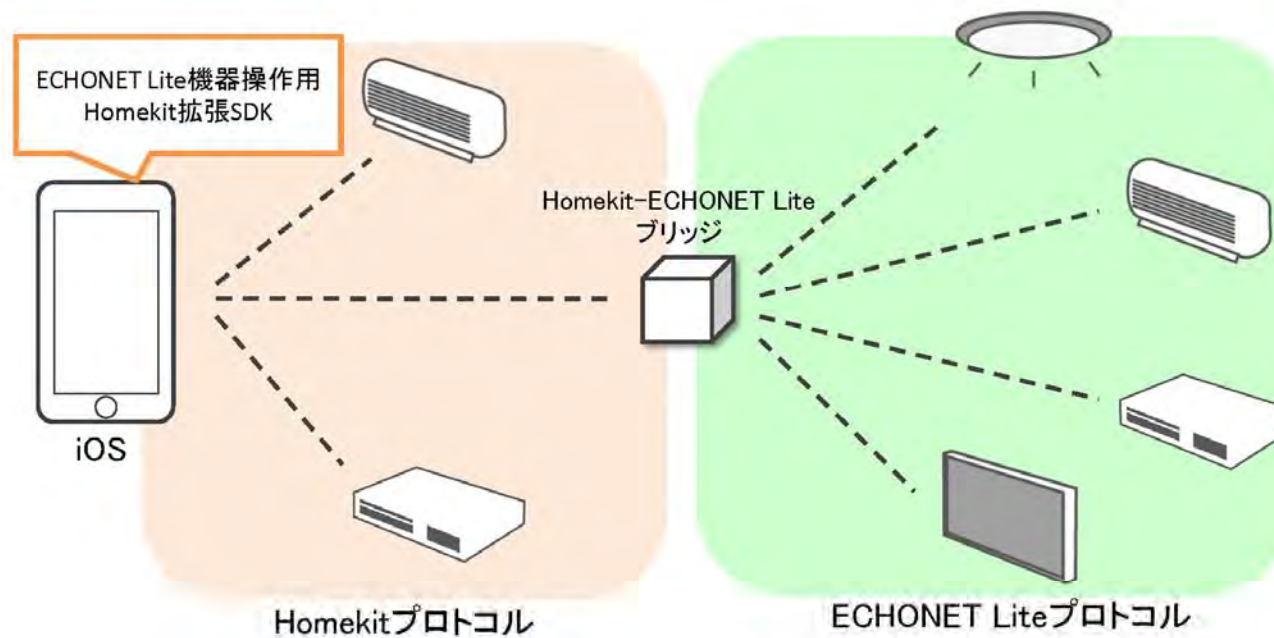 ECHONET Lite機器操作用
Homekit拡張SDK
Homekit-ECHONET Lite
ブリッジ
iOS
Homekitプロトコル
ECHONET Liteプロトコル